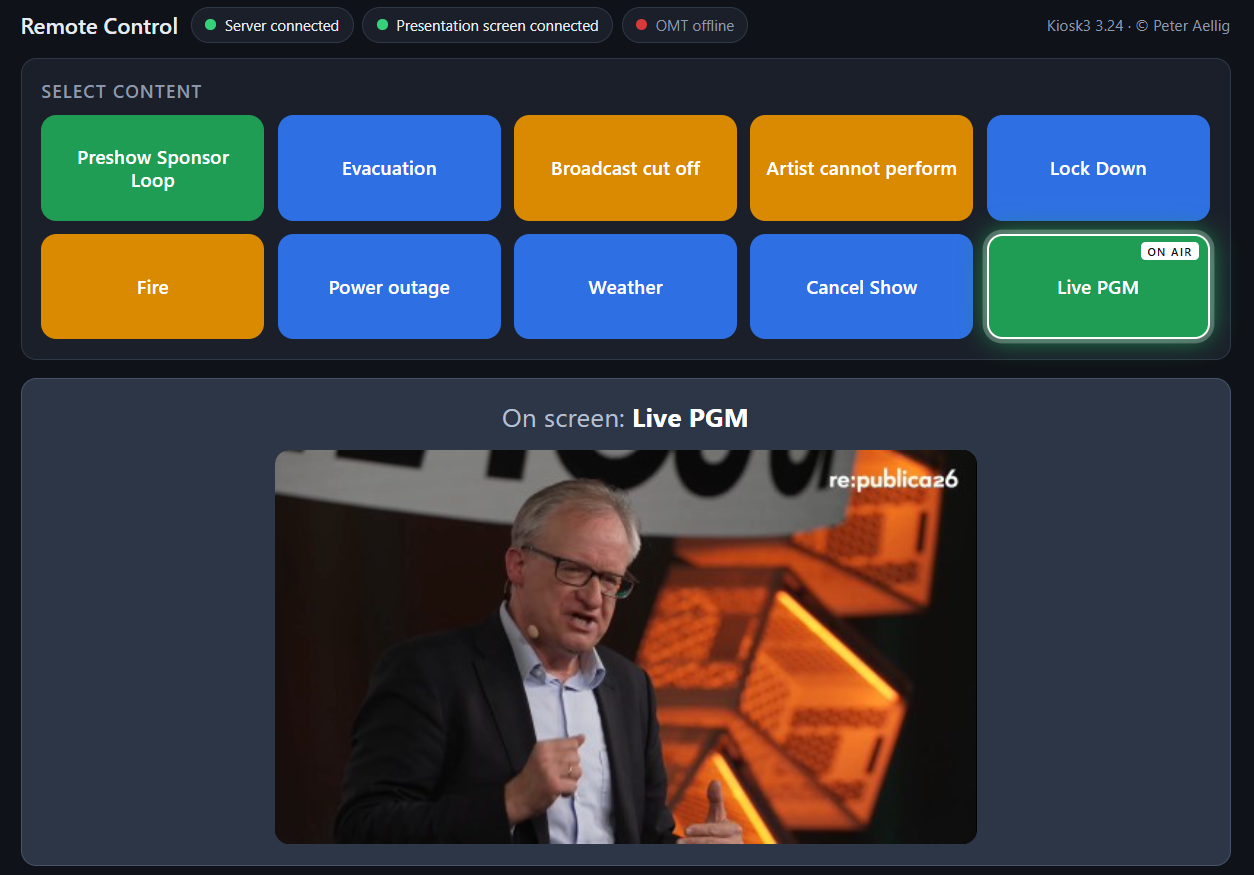 Remote Control
Server connected
Presentation screen connected
OMT offline
Kiosk3 3.24 · © Peter Aellig
SELECT CONTENT
Preshow Sponsor
Loop
Evacuation
Broadcast cut off
Artist cannot perform
Lock Down
Fire
Power outage
Weather
Cancel Show
ON AIR
Live PGM
On screen: Live PGM
re:publica26